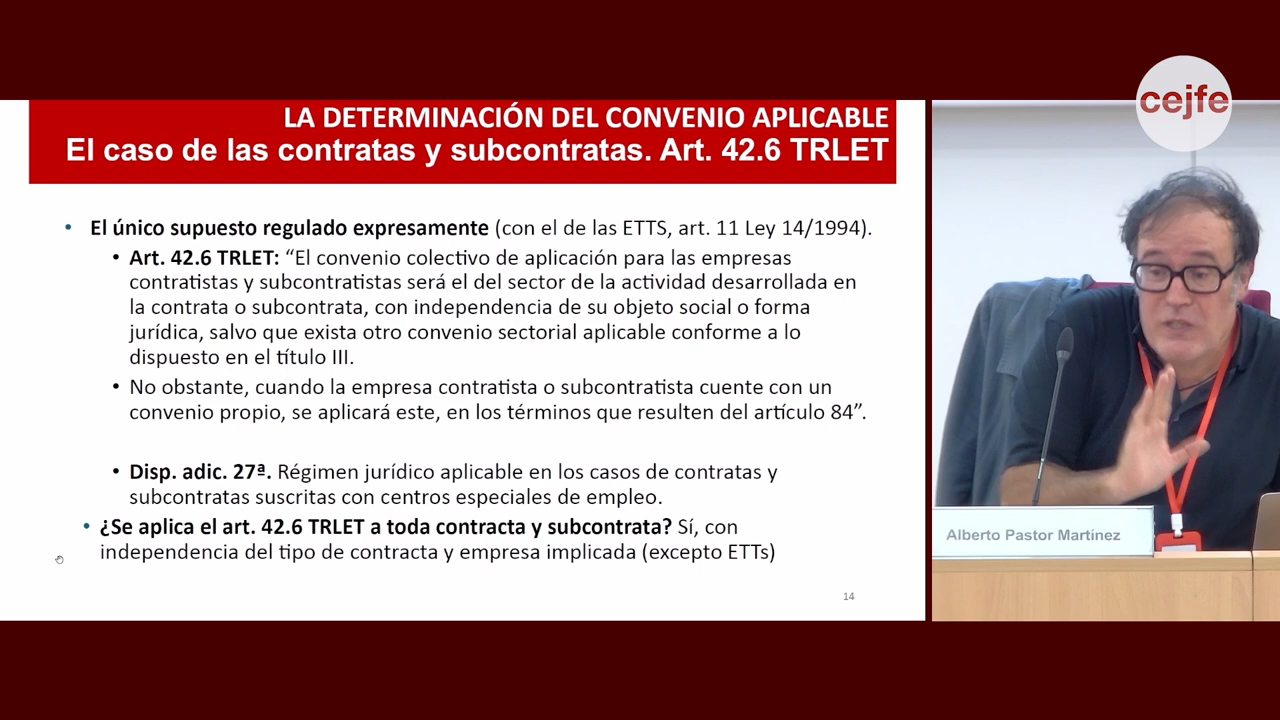 cejfe
LA DETERMINACIÓN DEL CONVENIO APLICABLE
El caso de las contratas y subcontratas. Art. 42.6 TRLET
• El único supuesto regulado expresamente (con el de las ETTS, art. 11 Ley 14/1994).
• Art. 42.6 TRLET: “El convenio colectivo de aplicación para las empresas
contratistas y subcontratistas será el del sector de la actividad desarrollada en
la contrata o subcontrata, con independencia de su objeto social o forma
jurídica, salvo que exista otro convenio sectorial aplicable conforme a lo
dispuesto en el título III.
• No obstante, cuando la empresa contratista o subcontratista cuente con un
convenio propio, se aplicará este, en los términos que resulten del artículo 84”.
• Disp. adic. 27ª. Régimen jurídico aplicable en los casos de contratas y
subcontratas suscritas con centros especiales de empleo.
• ¿Se aplica el art. 42.6 TRLET a toda contracta y subcontrata? Sí, con
independencia del tipo de contracta y empresa implicada (excepto ETTs)
14
Alberto Pastor Martínez